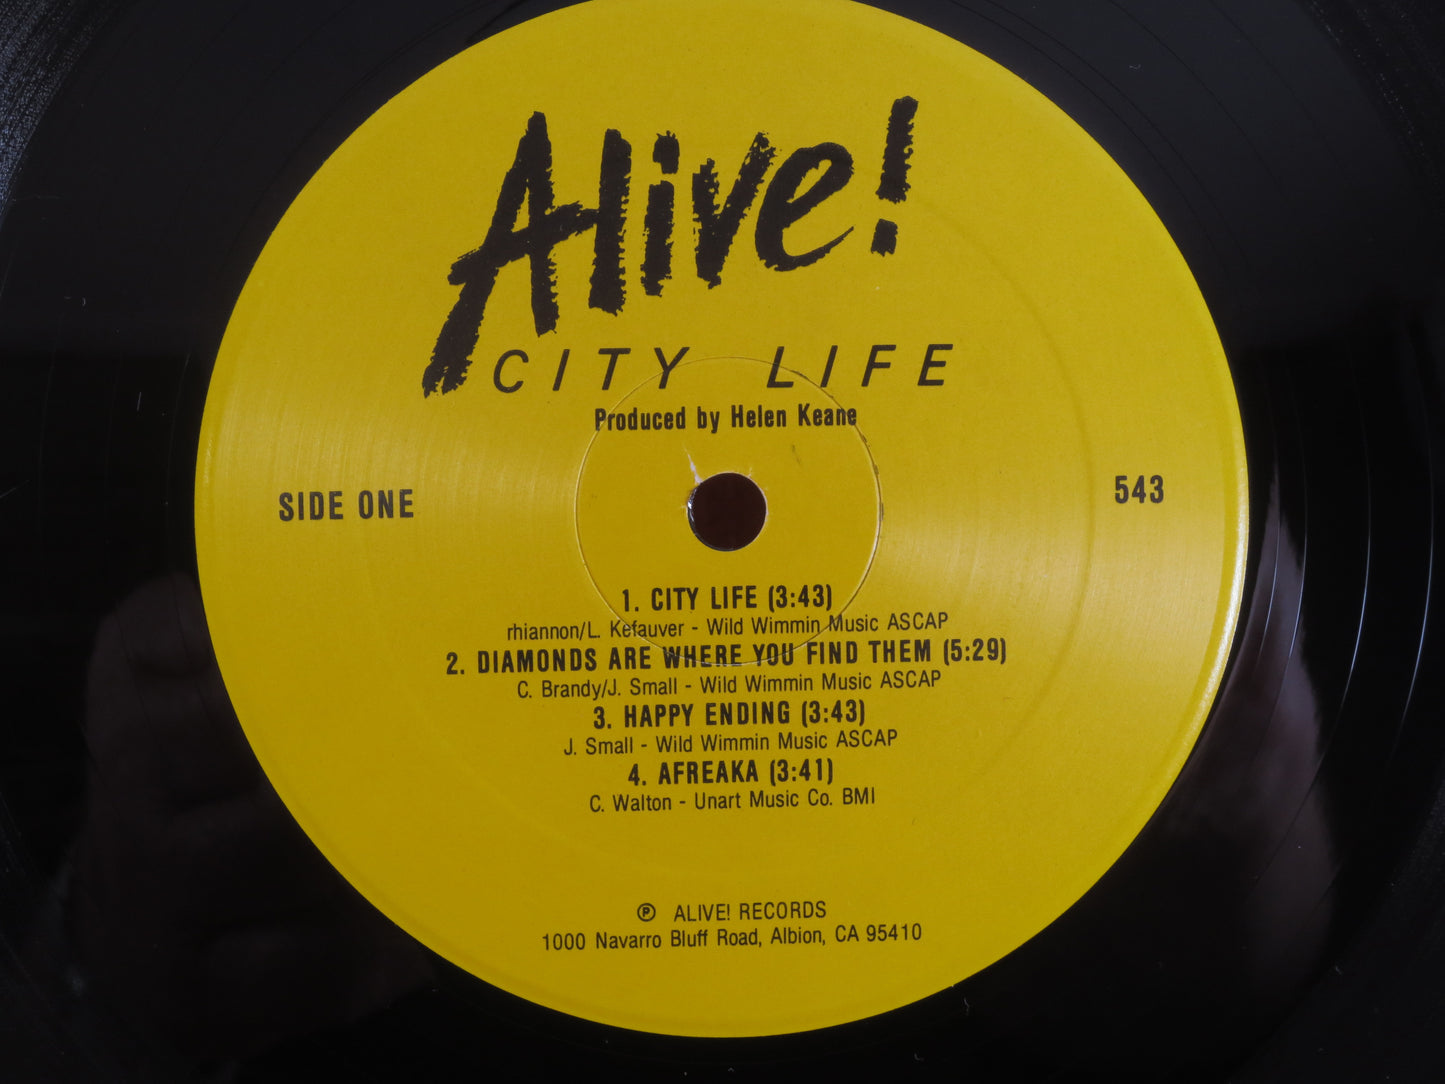 Alive!
CITY LIFE
Produced by Helen Keane
SIDE ONE
543
1. CITY LIFE (3:43)
rhiannon/L. Kefauver - Wild Wimmin Music ASCAP
2. DIAMONDS ARE WHERE YOU FIND THEM (5:29)
C. Brandy/J. Small - Wild Wimmin Music ASCAP
3. HAPPY ENDING (3:43)
J. Small - Wild Wimmin Music ASCAP
4. AFREAKA (3:41)
C. Walton - Unart Music Co. BMI
℗ ALIVE! RECORDS
1000 Navarro Bluff Road, Albion, CA 95410